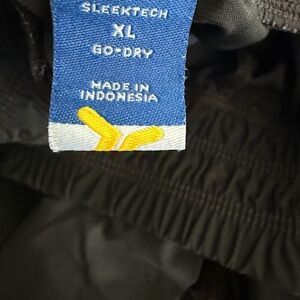 SLEEKTECH
XL
GO-DRY
MADE IN
INDONESIA